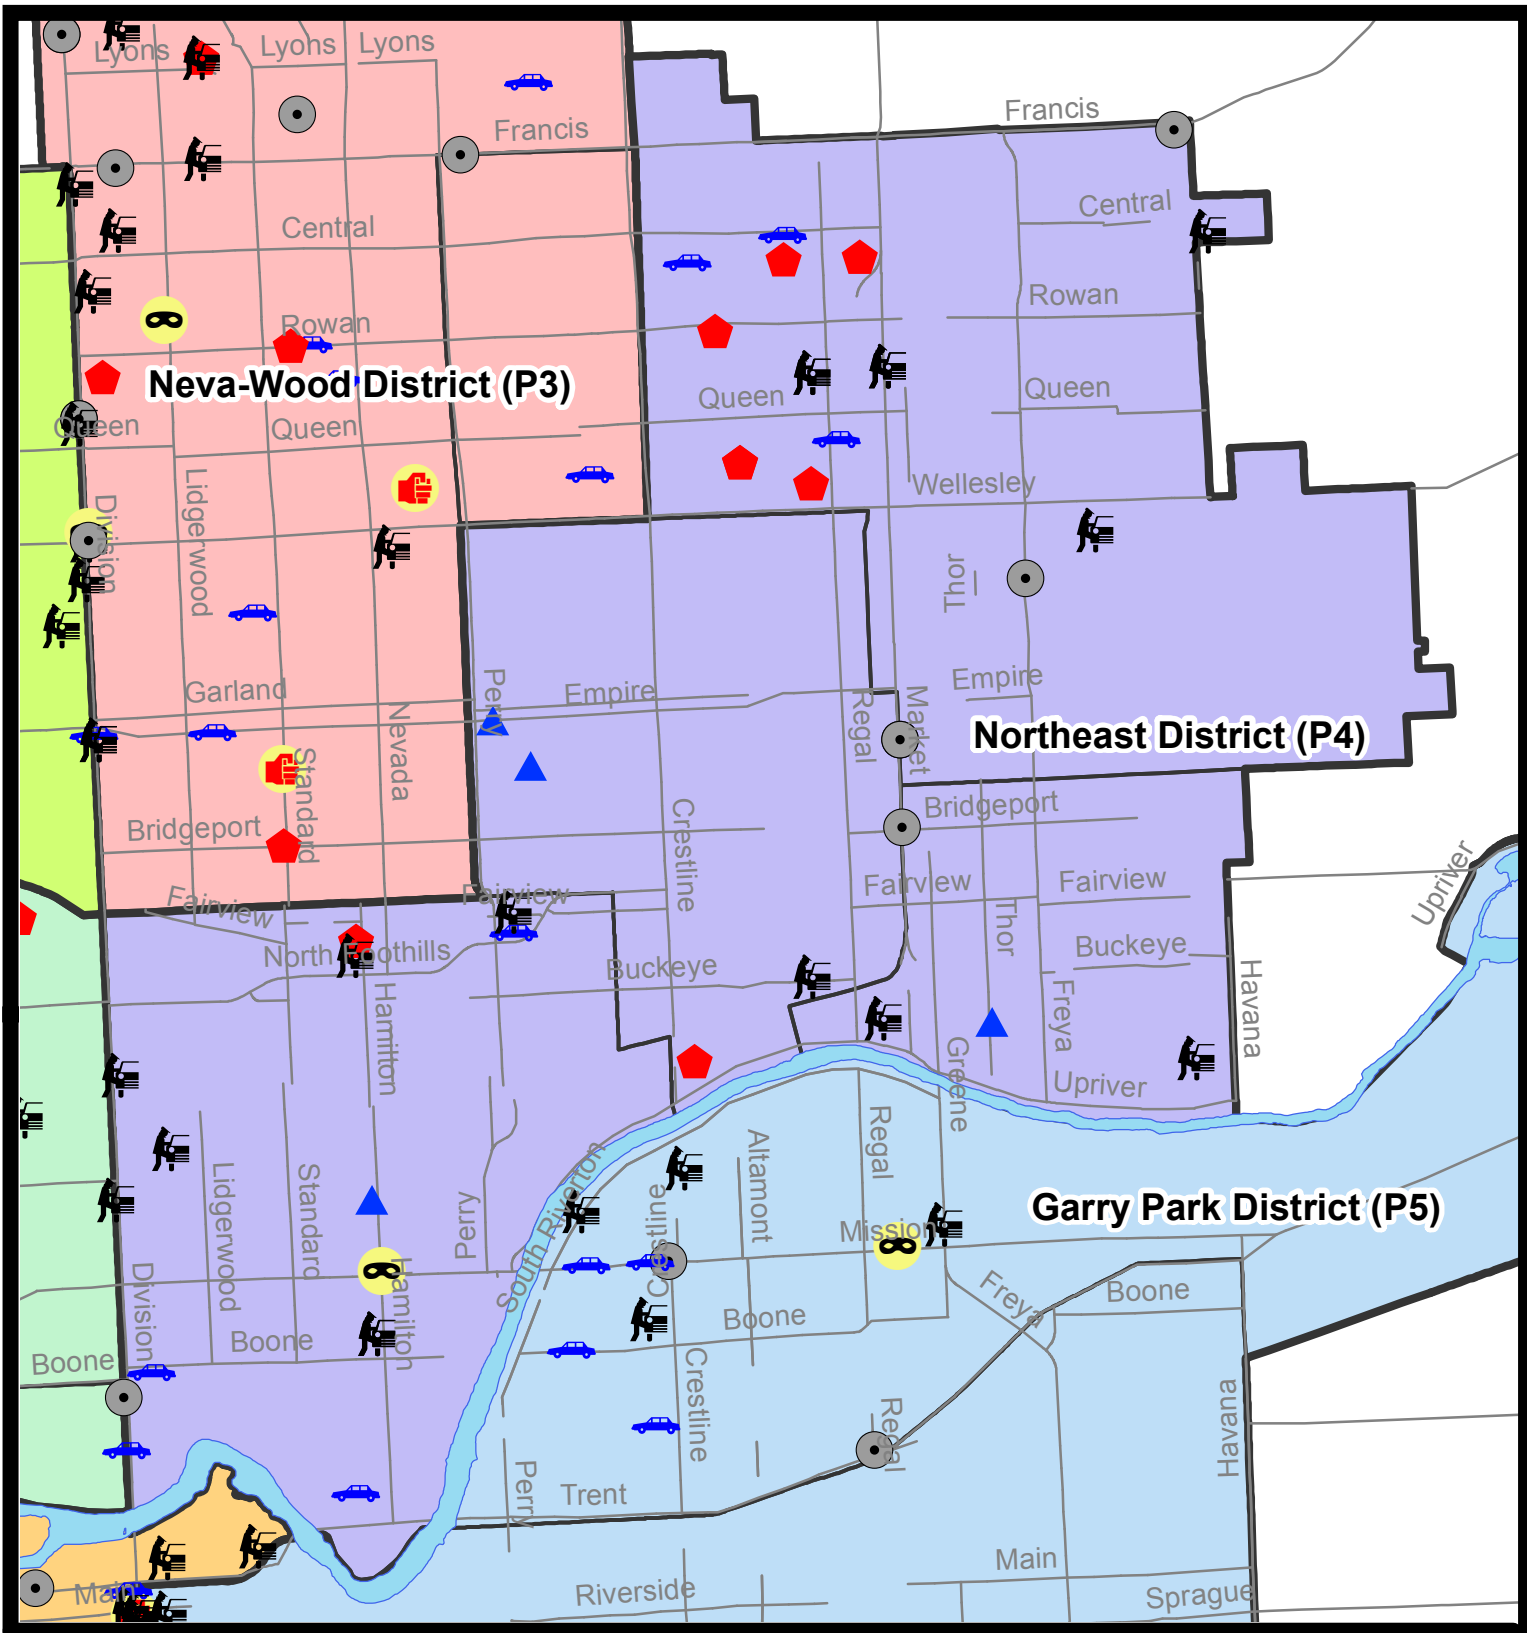 Lyons
Lyons
Lyons
Francis
Francis
Central
Central
Rowan
Rowan
Neva-Wood District (P3)
Queen
Queen
Queen
Queen
Wellesley
Division
Lidgerwood
Thor
Garland
Perry
Empire
Empire
Nevada
Regal
Market
Northeast District (P4)
Standard
Bridgeport
Bridgeport
Crestline
Upriver
Fairview
Fairview
Fairview
Fairview
Thor
North Foothills
Buckeye
Buckeye
Havana
Hamilton
Freya
Greene
Upriver
Regal
Altamont
Lidgerwood
Standard
Perry
South Riverton
Crestline
Garry Park District (P5)
Mission
Division
Hamilton
Freya
Boone
Boone
Boone
Boone
Crestline
Regal
Havana
Perry
Trent
Main
Main
Riverside
Sprague